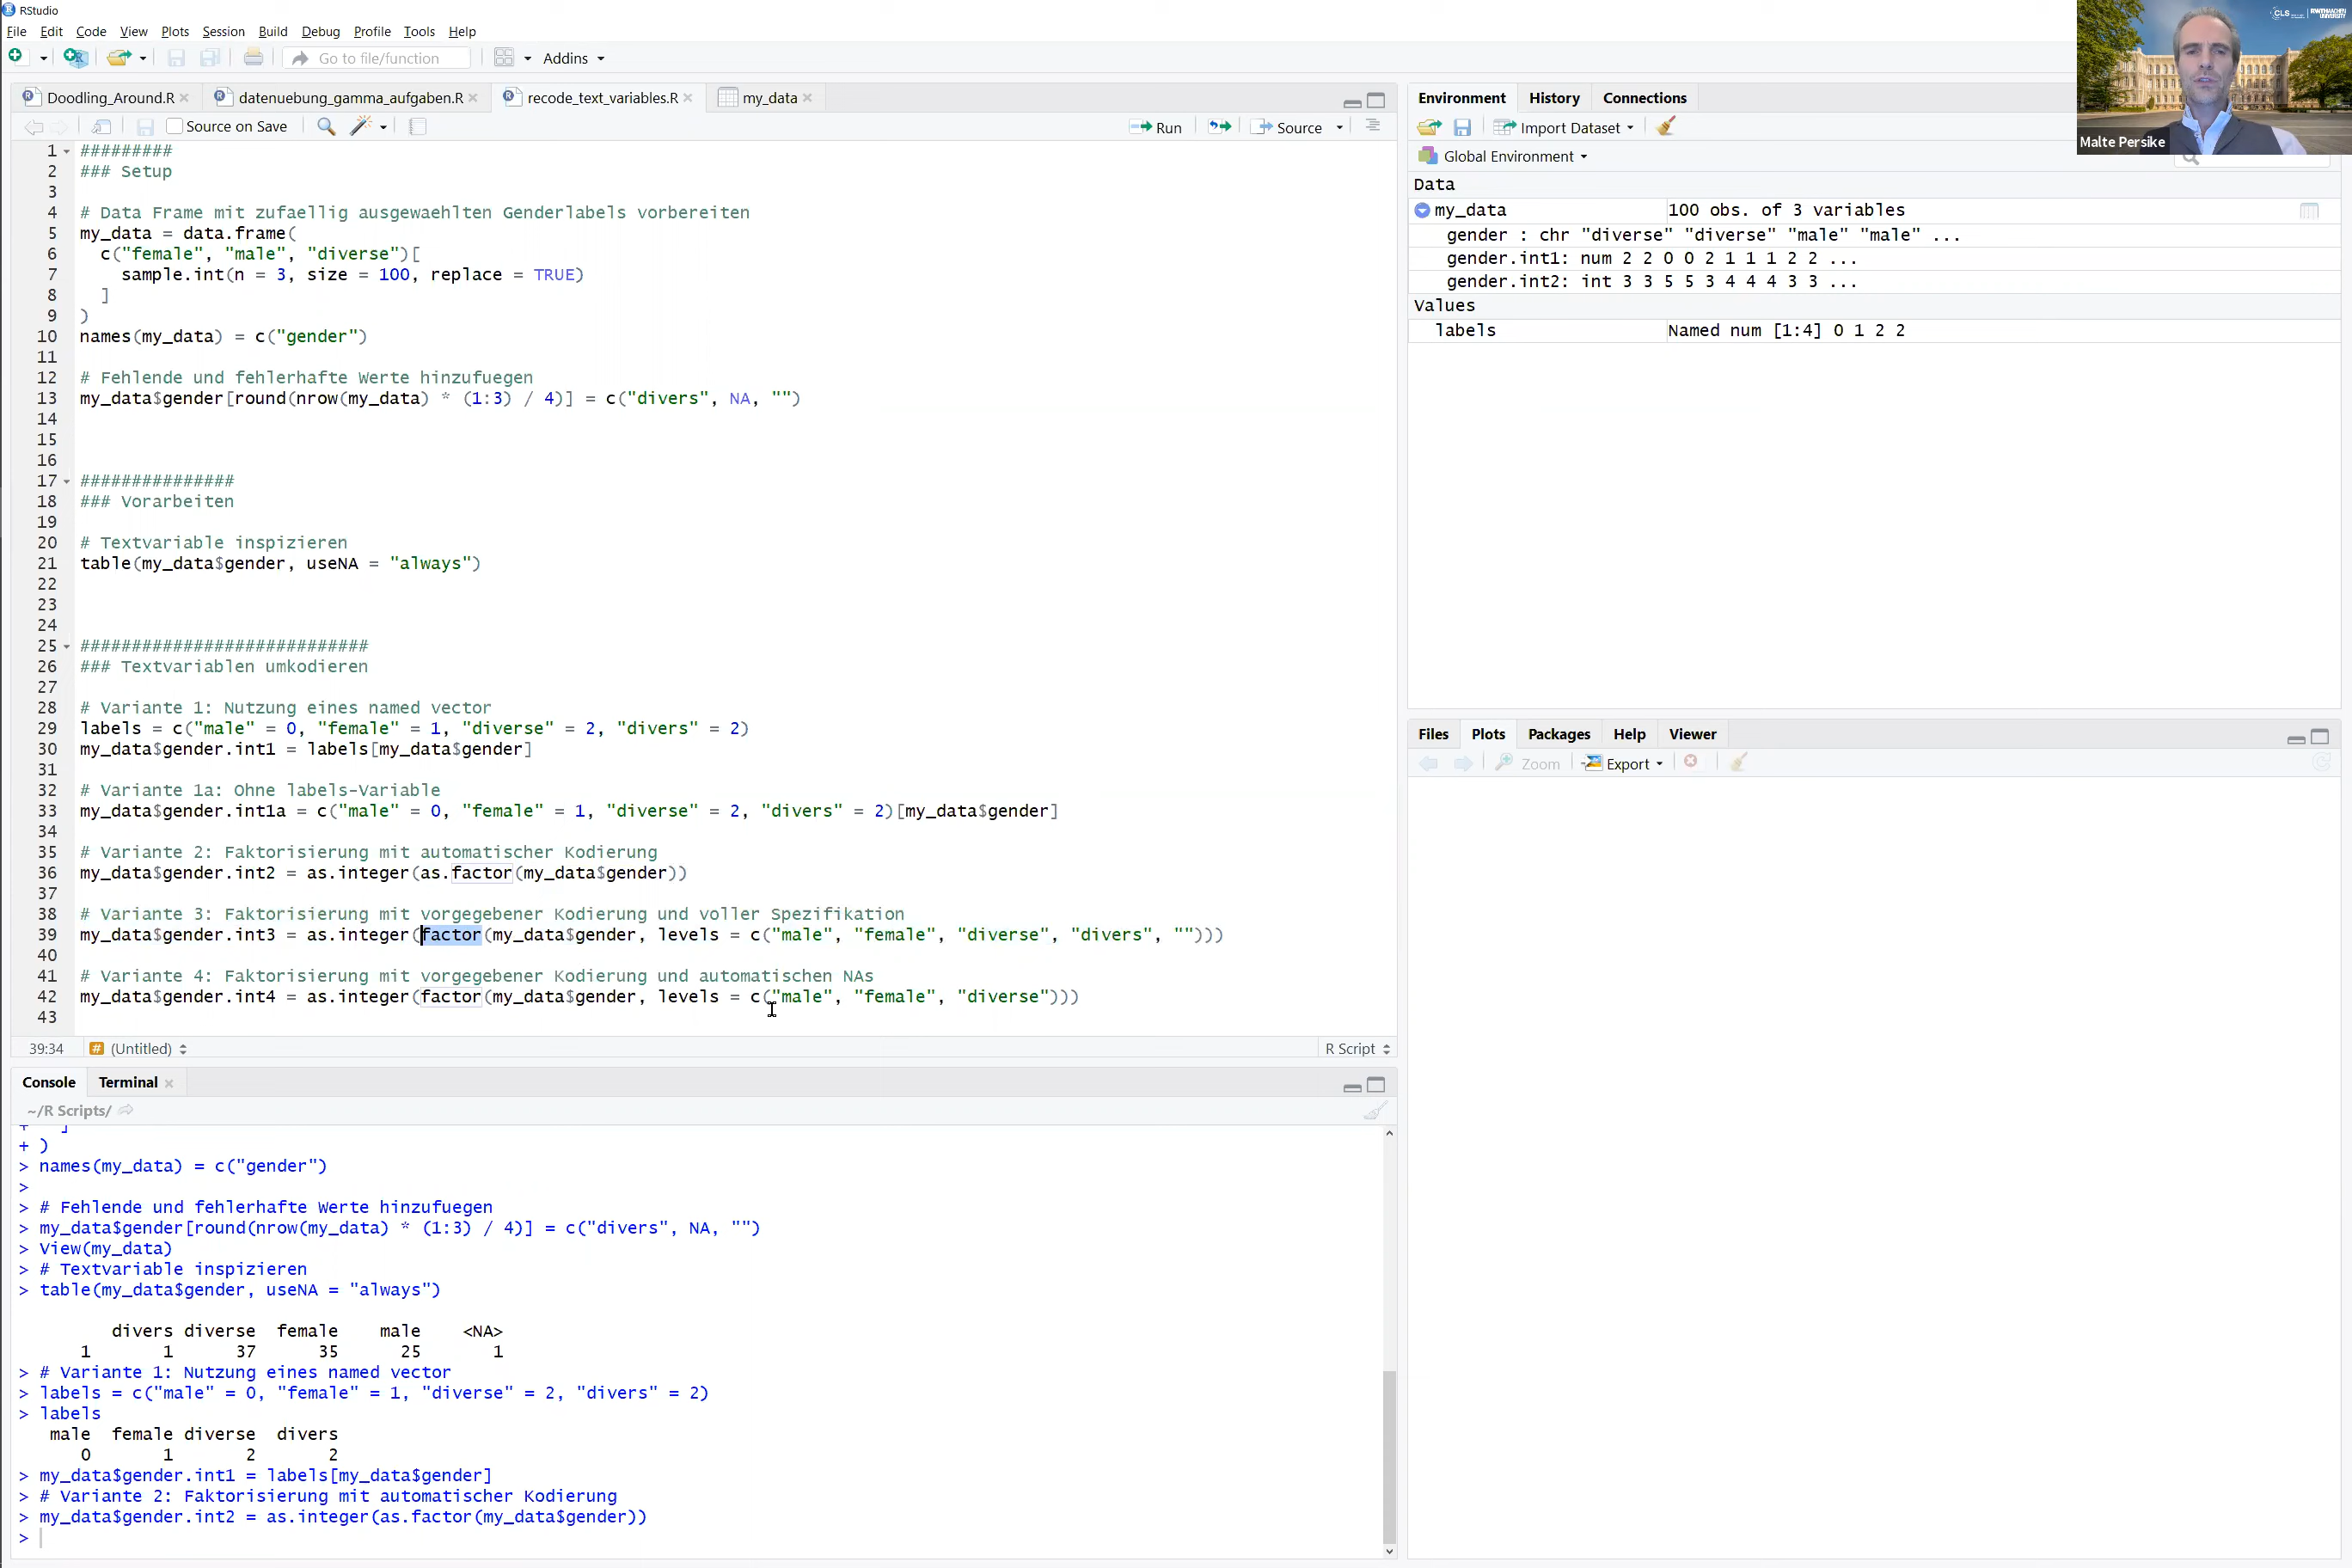 RStudio
File Edit Code View Plots Session Build Debug Profile Tools Help
Go to file/function Addins
Doodling_Around.R datenuebung_gamma_aufgaben.R recode_text_variables.R my_data
Source on Save Run Source
1 #########
2 ### Setup
3
4 # Data Frame mit zufaellig ausgewaehlten Genderlabels vorbereiten
5 my_data = data.frame(
6 c("female", "male", "diverse")[
7 sample.int(n = 3, size = 100, replace = TRUE)
8 ]
9 )
10 names(my_data) = c("gender")
11
12 # Fehlende und fehlerhafte Werte hinzufuegen
13 my_data$gender[round(nrow(my_data) * (1:3) / 4)] = c("divers", NA, "")
14
15
16
17 ###############
18 ### Vorarbeiten
19
20 # Textvariable inspizieren
21 table(my_data$gender, useNA = "always")
22
23
24
25 ############################
26 ### Textvariablen umkodieren
27
28 # Variante 1: Nutzung eines named vector
29 labels = c("male" = 0, "female" = 1, "diverse" = 2, "divers" = 2)
30 my_data$gender.int1 = labels[my_data$gender]
31
32 # Variante 1a: Ohne labels-Variable
33 my_data$gender.int1a = c("male" = 0, "female" = 1, "diverse" = 2, "divers" = 2)[my_data$gender]
34
35 # Variante 2: Faktorisierung mit automatischer Kodierung
36 my_data$gender.int2 = as.integer(as.factor(my_data$gender))
37
38 # Variante 3: Faktorisierung mit vorgegebener Kodierung und voller Spezifikation
39 my_data$gender.int3 = as.integer(factor(my_data$gender, levels = c("male", "female", "diverse", "divers", "")))
40
41 # Variante 4: Faktorisierung mit vorgegebener Kodierung und automatischen NAs
42 my_data$gender.int4 = as.integer(factor(my_data$gender, levels = c("male", "female", "diverse")))
43
39:34 # (Untitled) R Script
Console Terminal
~/R Scripts/
+ ]
+ )
> names(my_data) = c("gender")
>
> # Fehlende und fehlerhafte Werte hinzufuegen
> my_data$gender[round(nrow(my_data) * (1:3) / 4)] = c("divers", NA, "")
> View(my_data)
> # Textvariable inspizieren
> table(my_data$gender, useNA = "always")
divers diverse female male <NA>
1 1 37 35 25 1
> # Variante 1: Nutzung eines named vector
> labels = c("male" = 0, "female" = 1, "diverse" = 2, "divers" = 2)
> labels
male female diverse divers
0 1 2 2
> my_data$gender.int1 = labels[my_data$gender]
> # Variante 2: Faktorisierung mit automatischer Kodierung
> my_data$gender.int2 = as.integer(as.factor(my_data$gender))
>
Environment History Connections
Import Dataset
Global Environment
Data
my_data 100 obs. of 3 variables
gender : chr "diverse" "diverse" "male" "male" ...
gender.int1: num 2 2 0 0 2 1 1 1 2 2 ...
gender.int2: int 3 3 5 5 3 4 4 4 3 3 ...
Values
labels Named num [1:4] 0 1 2 2
Files Plots Packages Help Viewer
Zoom Export
CLS
RWTH AACHEN
UNIVERSITY
Malte Persike